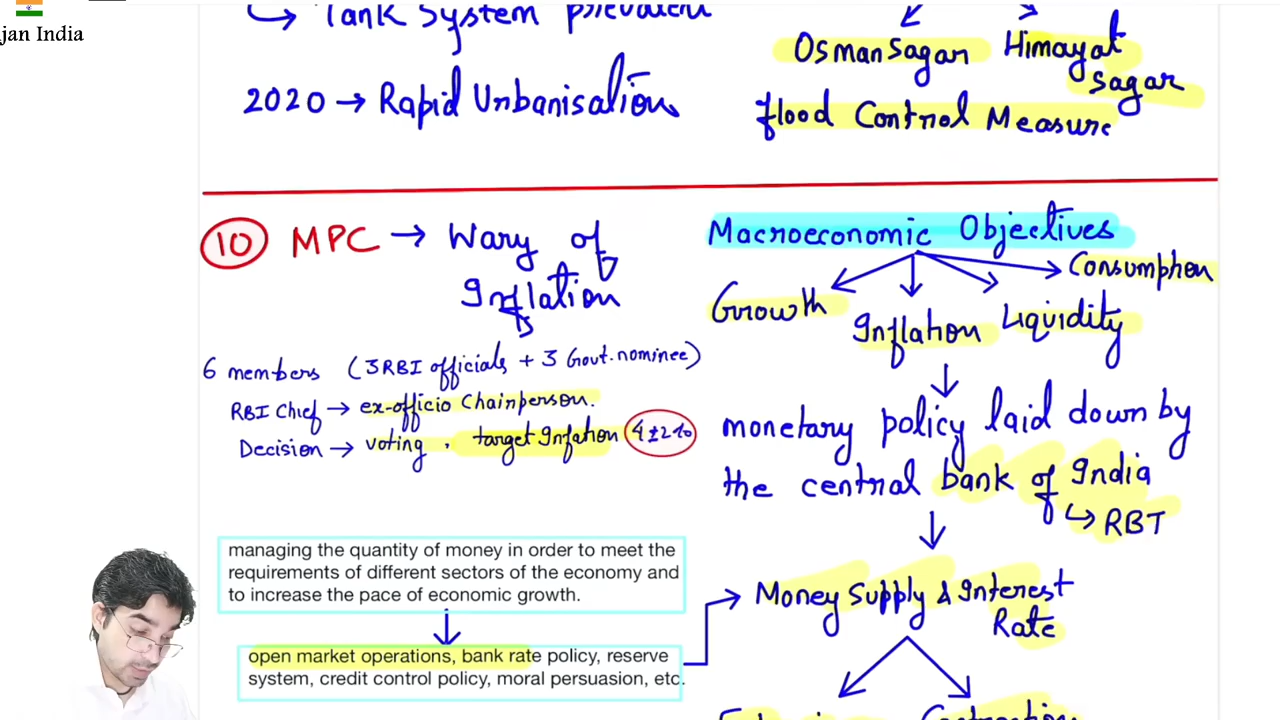 jan India
↳ Tank System prevalent
2020 → Rapid Urbanisation
Osman Sagar
Himayat
Sagar
flood Control Measure
10 MPC → Wary of
Inflation
6 members (3 RBI officials + 3 Govt. nominee)
RBI Chief → ex-officio Chairperson.
Decision → voting . target Inflation 4±2%
managing the quantity of money in order to meet the
requirements of different sectors of the economy and
to increase the pace of economic growth.
open market operations, bank rate policy, reserve
system, credit control policy, moral persuasion, etc.
Macroeconomic Objectives
Growth
Inflation
Liquidity
Consumption
monetary policy laid down by
the central bank of India
↳ RBI
Money Supply & Interest
Rate